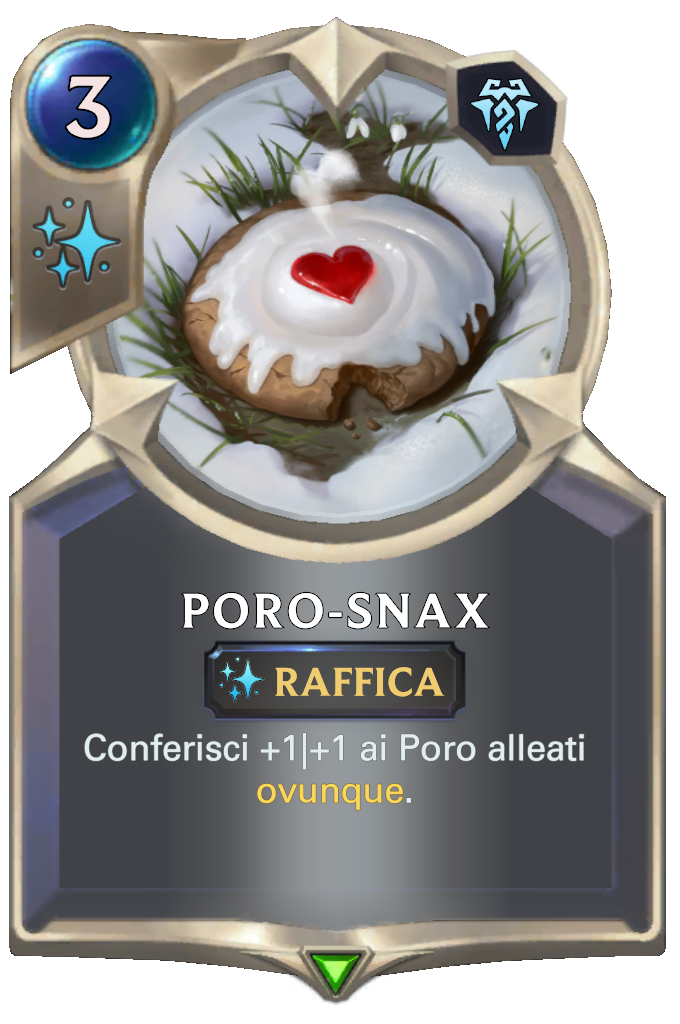 3
PORO-SNAX
RAFFICA
Conferisci +1|+1 ai Poro alleati
ovunque.